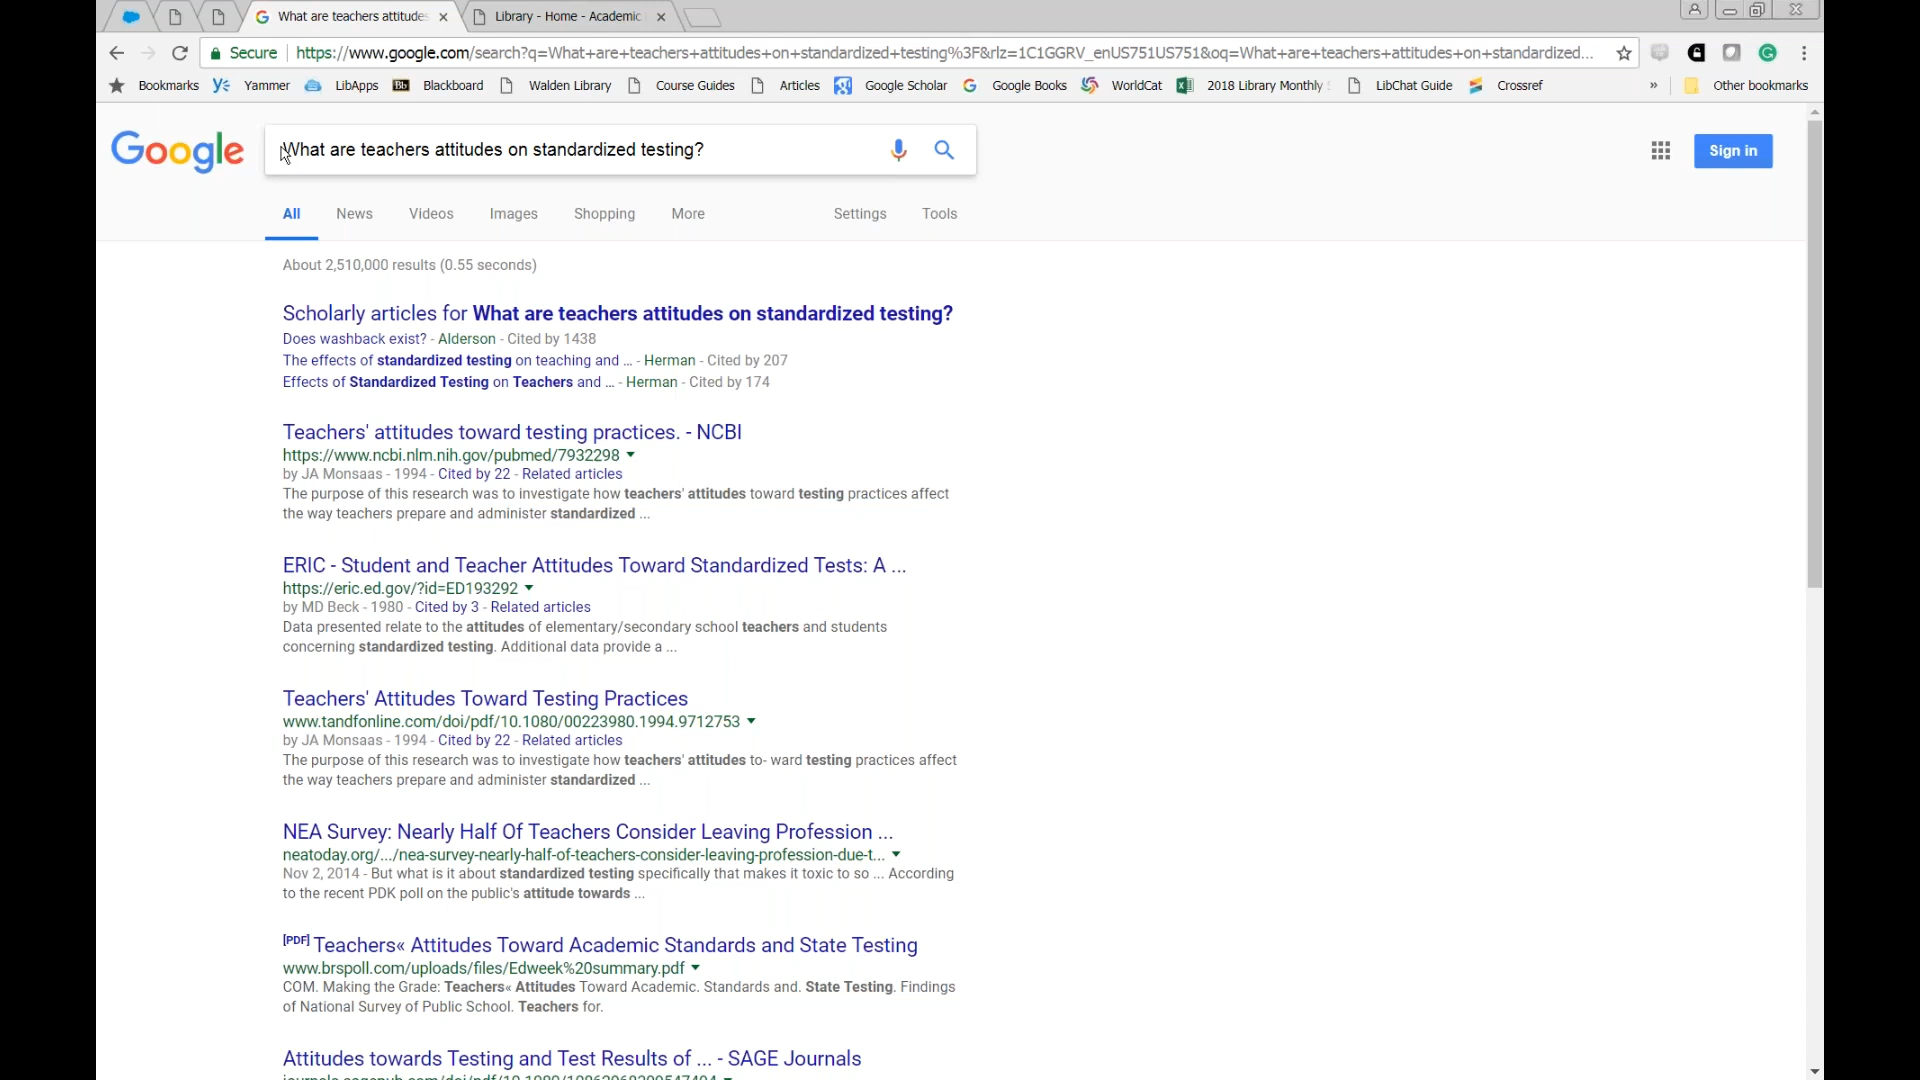 What are teachers attitudes
Library - Home - Academic
Secure
https://www.google.com/search?q=What+are+teachers+attitudes+on+standardized+testing%3F&rlz=1C1GGRV_enUS751US751&oq=What+are+teachers+attitudes+on+standardized...
Bookmarks Yammer LibApps Bb Blackboard Walden Library Course Guides Articles Google Scholar Google Books WorldCat 2018 Library Monthly LibChat Guide Crossref » Other bookmarks
Google
What are teachers attitudes on standardized testing?
Sign in
All News Videos Images Shopping More Settings Tools
About 2,510,000 results (0.55 seconds)
Scholarly articles for What are teachers attitudes on standardized testing?
Does washback exist? - Alderson - Cited by 1438
The effects of standardized testing on teaching and ... - Herman - Cited by 207
Effects of Standardized Testing on Teachers and ... - Herman - Cited by 174
Teachers' attitudes toward testing practices. - NCBI
https://www.ncbi.nlm.nih.gov/pubmed/7932298
by JA Monsaas - 1994 - Cited by 22 - Related articles
The purpose of this research was to investigate how teachers' attitudes toward testing practices affect
the way teachers prepare and administer standardized ...
ERIC - Student and Teacher Attitudes Toward Standardized Tests: A ...
https://eric.ed.gov/?id=ED193292
by MD Beck - 1980 - Cited by 3 - Related articles
Data presented relate to the attitudes of elementary/secondary school teachers and students
concerning standardized testing. Additional data provide a ...
Teachers' Attitudes Toward Testing Practices
www.tandfonline.com/doi/pdf/10.1080/00223980.1994.9712753
by JA Monsaas - 1994 - Cited by 22 - Related articles
The purpose of this research was to investigate how teachers' attitudes to- ward testing practices affect
the way teachers prepare and administer standardized ...
NEA Survey: Nearly Half Of Teachers Consider Leaving Profession ...
neatoday.org/.../nea-survey-nearly-half-of-teachers-consider-leaving-profession-due-t...
Nov 2, 2014 - But what is it about standardized testing specifically that makes it toxic to so ... According
to the recent PDK poll on the public's attitude towards ...
[PDF] Teachers« Attitudes Toward Academic Standards and State Testing
www.brspoll.com/uploads/files/Edweek%20summary.pdf
COM. Making the Grade: Teachers« Attitudes Toward Academic. Standards and. State Testing. Findings
of National Survey of Public School. Teachers for.
Attitudes towards Testing and Test Results of ... - SAGE Journals